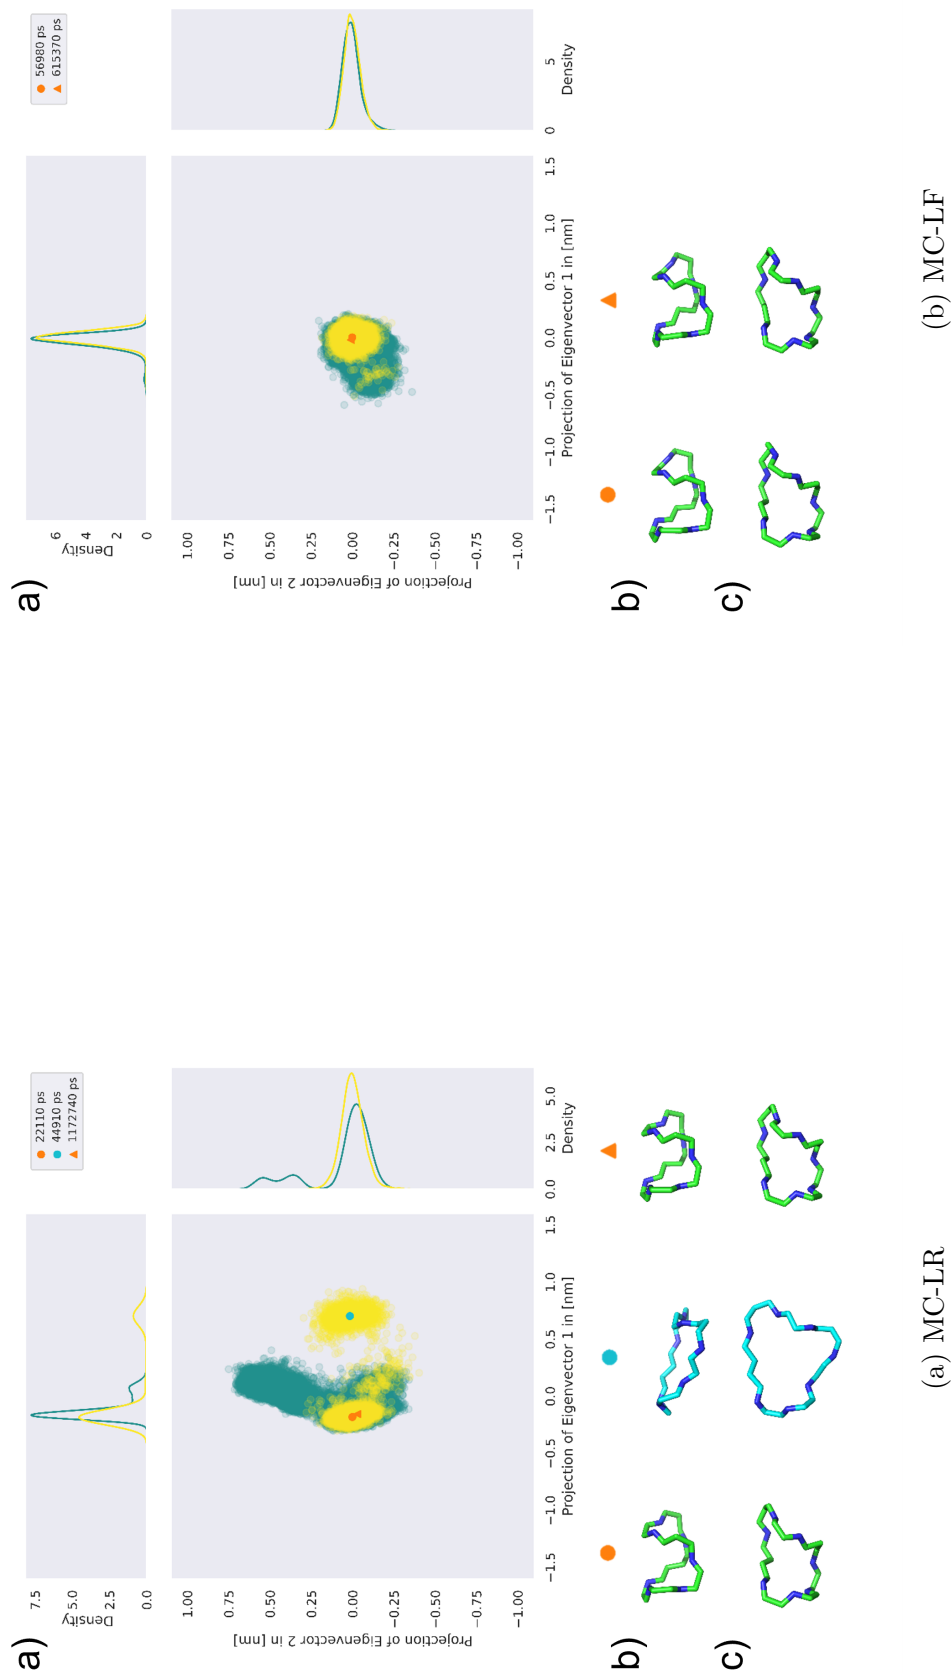 a)
7.5
5.0
2.5
0.0
Density
22110 ps
44910 ps
1172740 ps
1.00
0.75
0.50
0.25
0.00
−0.25
−0.50
−0.75
−1.00
Projection of Eigenvector 2 in [nm]
−1.5
−1.0
−0.5
0.0
0.5
1.0
1.5
Projection of Eigenvector 1 in [nm]
0.0
2.5
5.0
Density
b)
c)
(a) MC-LR
a)
6
4
2
0
Density
56980 ps
615370 ps
1.00
0.75
0.50
0.25
0.00
−0.25
−0.50
−0.75
−1.00
Projection of Eigenvector 2 in [nm]
−1.5
−1.0
−0.5
0.0
0.5
1.0
1.5
Projection of Eigenvector 1 in [nm]
0
5
Density
b)
c)
(b) MC-LF